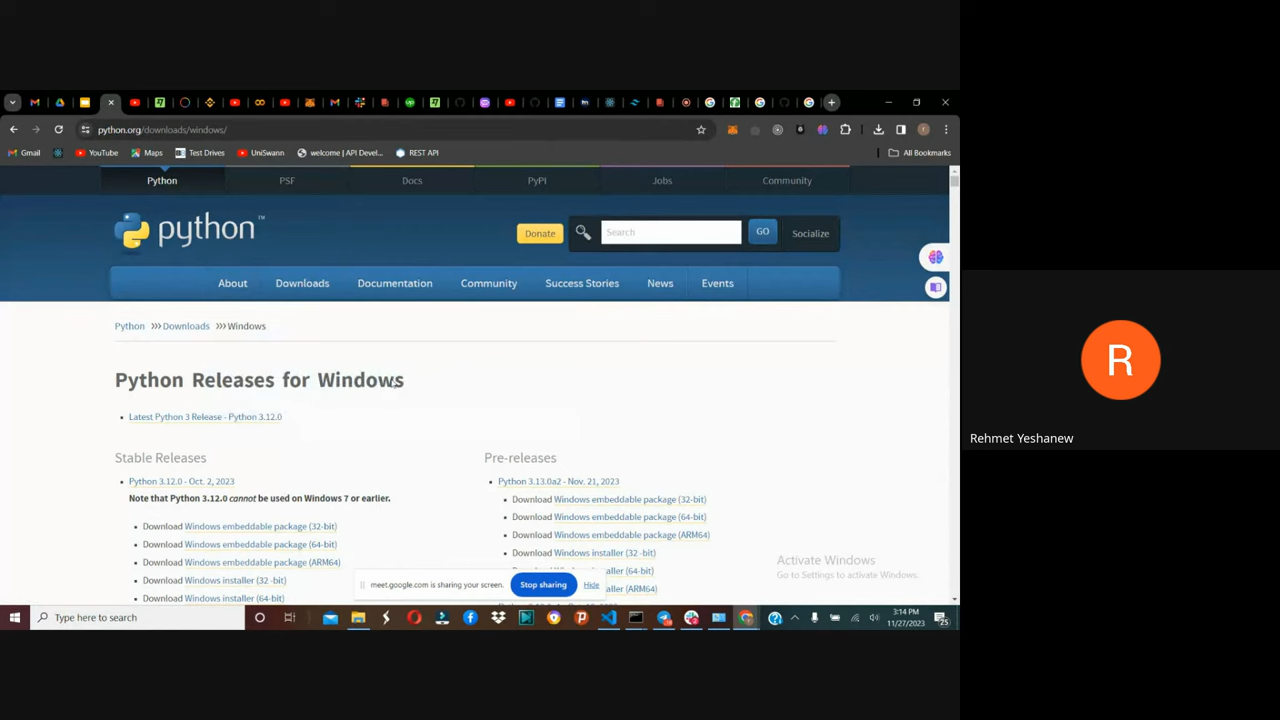 python.org/downloads/windows/
Gmail YouTube Maps Test Drives UniSwann welcome | API Devel... REST API All Bookmarks
Python PSF Docs PyPI Jobs Community
python™ Donate Search GO Socialize
About Downloads Documentation Community Success Stories News Events
Python »» Downloads »» Windows
Python Releases for Windows
Latest Python 3 Release - Python 3.12.0
Stable Releases
Python 3.12.0 - Oct. 2, 2023
Note that Python 3.12.0 cannot be used on Windows 7 or earlier.
Download Windows embeddable package (32-bit)
Download Windows embeddable package (64-bit)
Download Windows embeddable package (ARM64)
Download Windows installer (32 -bit)
Download Windows installer (64-bit)
Pre-releases
Python 3.13.0a2 - Nov. 21, 2023
Download Windows embeddable package (32-bit)
Download Windows embeddable package (64-bit)
Download Windows embeddable package (ARM64)
Download Windows installer (32 -bit)
(64-bit)
(ARM64)
meet.google.com is sharing your screen. Stop sharing Hide
Activate Windows
Go to Settings to activate Windows.
Type here to search
3:14 PM
11/27/2023
25
R
Rehmet Yeshanew